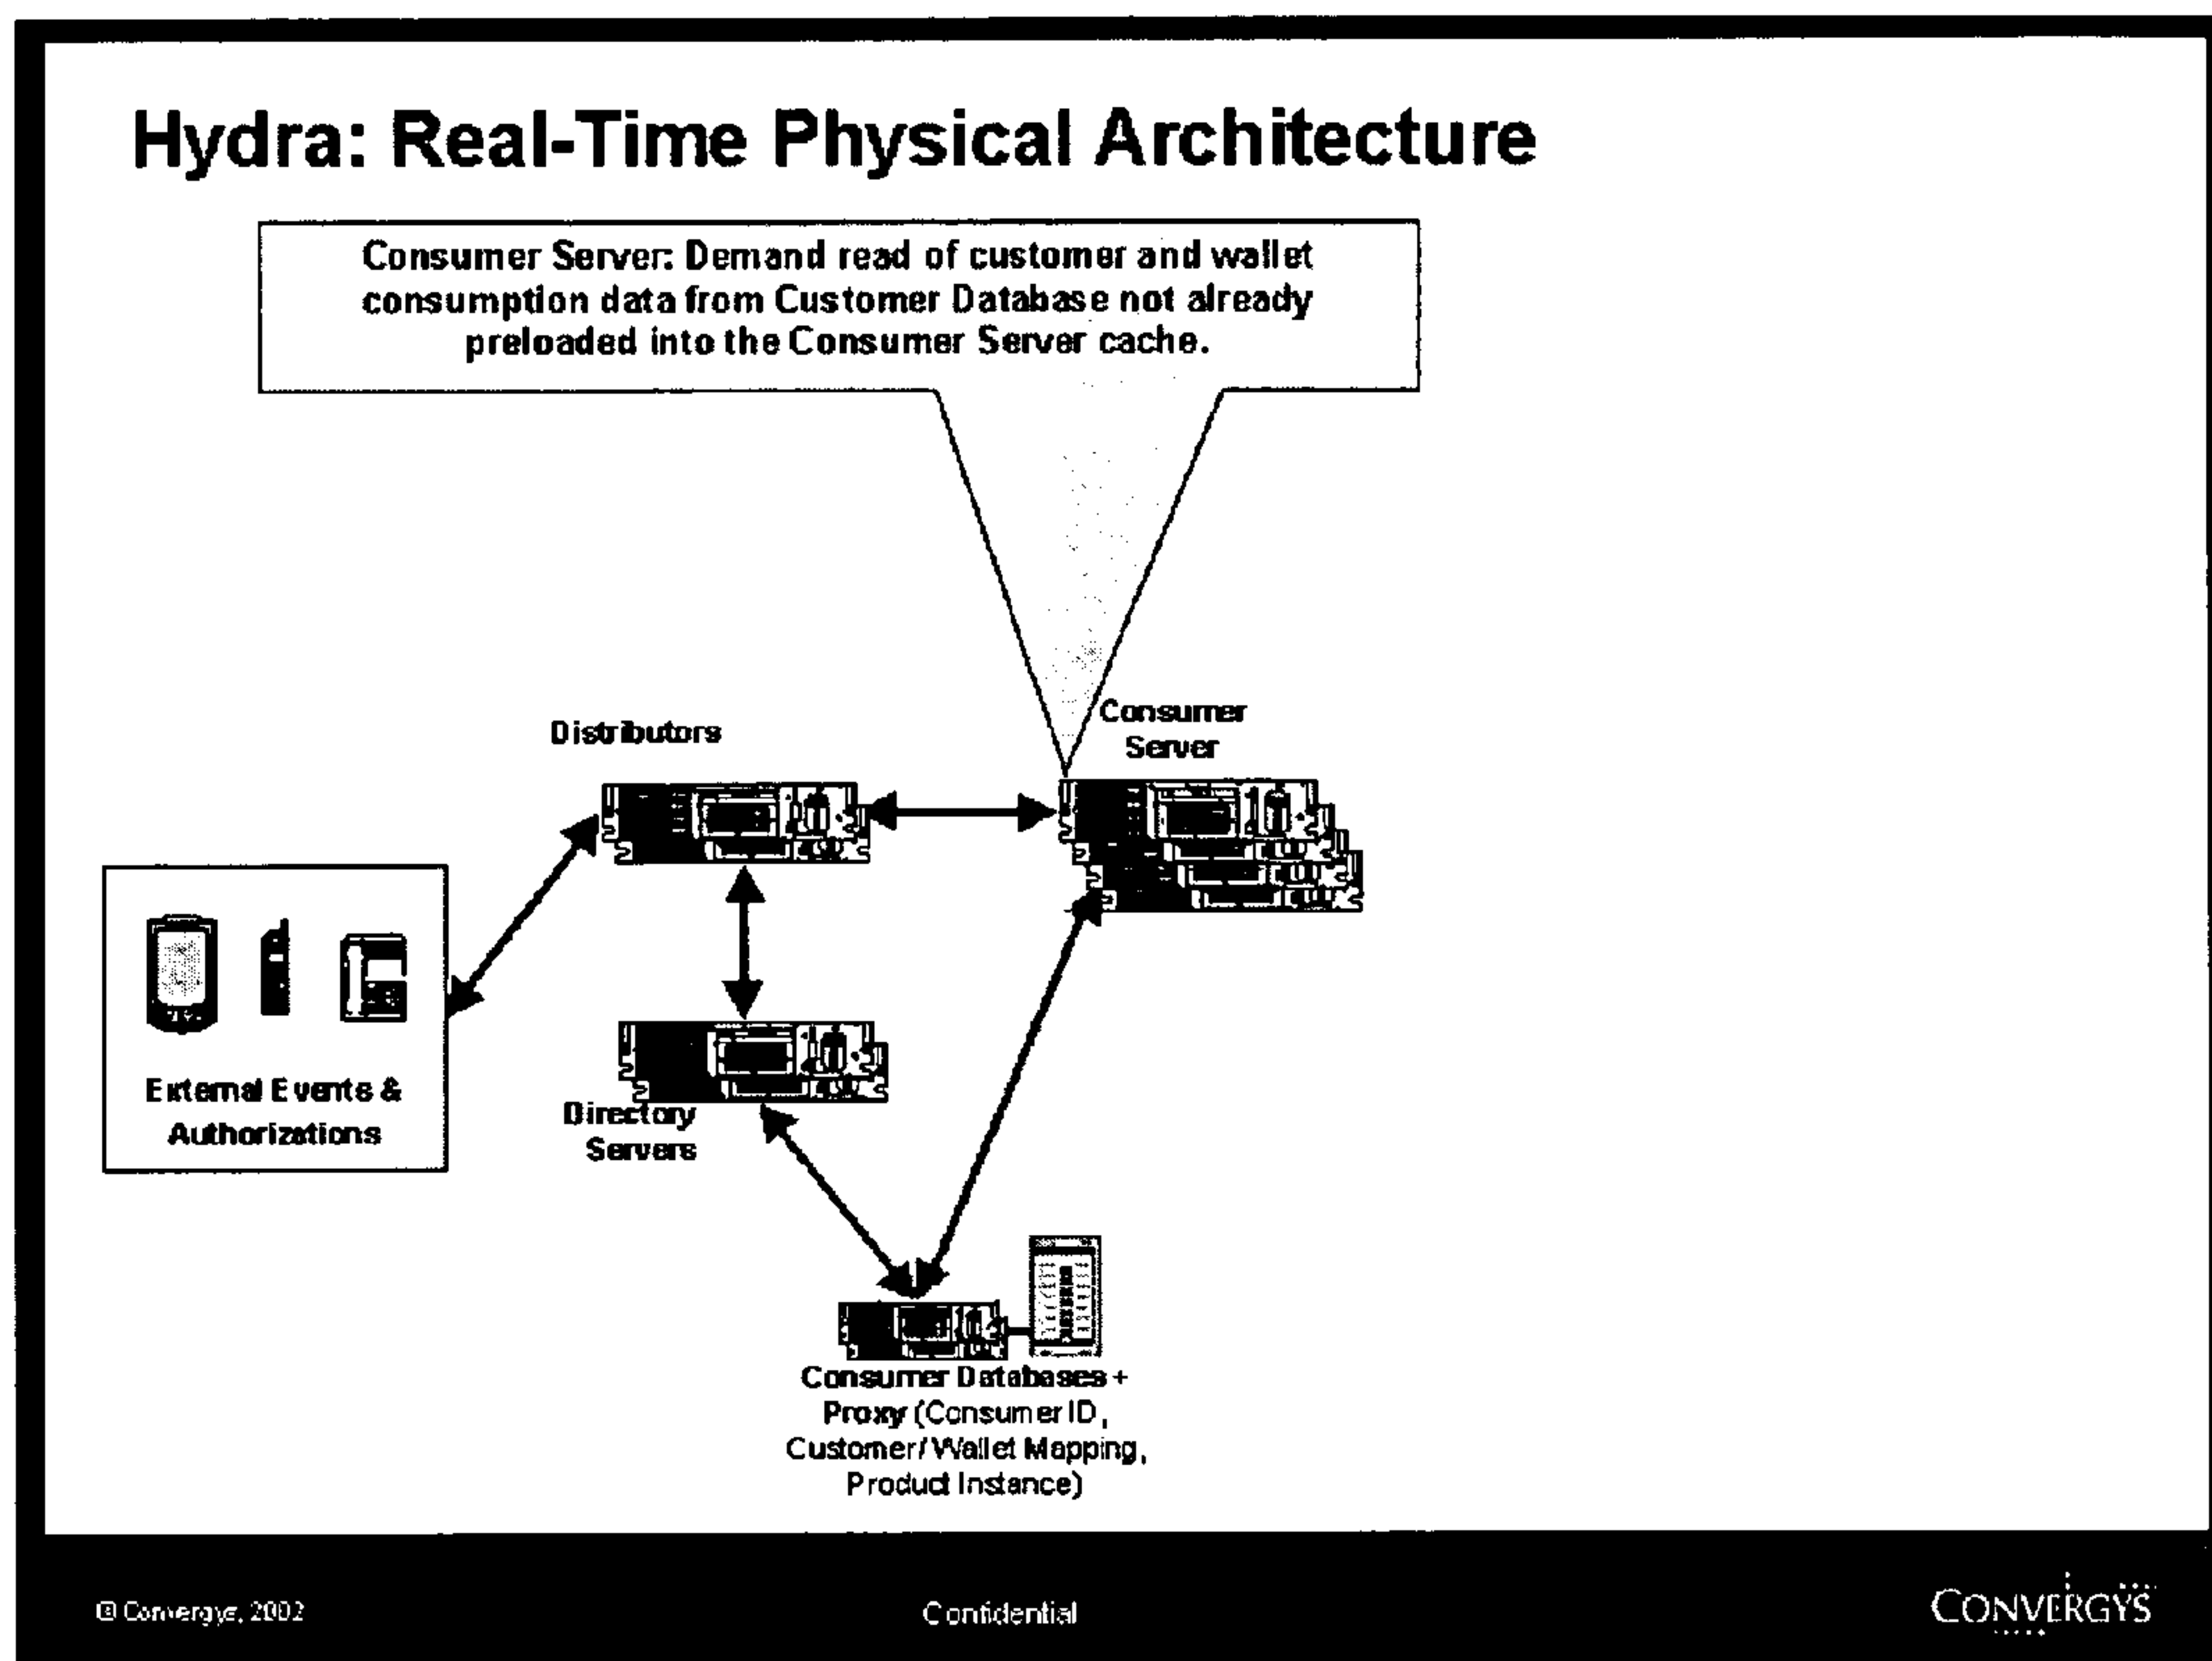 Hydra: Real-Time Physical Architecture
Consumer Server: Demand read of customer and wallet
consumption data from Customer Database not already
preloaded into the Consumer Server cache.
Distributors
Consumer
Server
External Events &
Authorizations
Directory
Servers
Consumer Databases +
Proxy (Consumer ID,
Customer/Wallet Mapping,
Product Instance)
© Convergys, 2002
Confidential
CONVERGYS